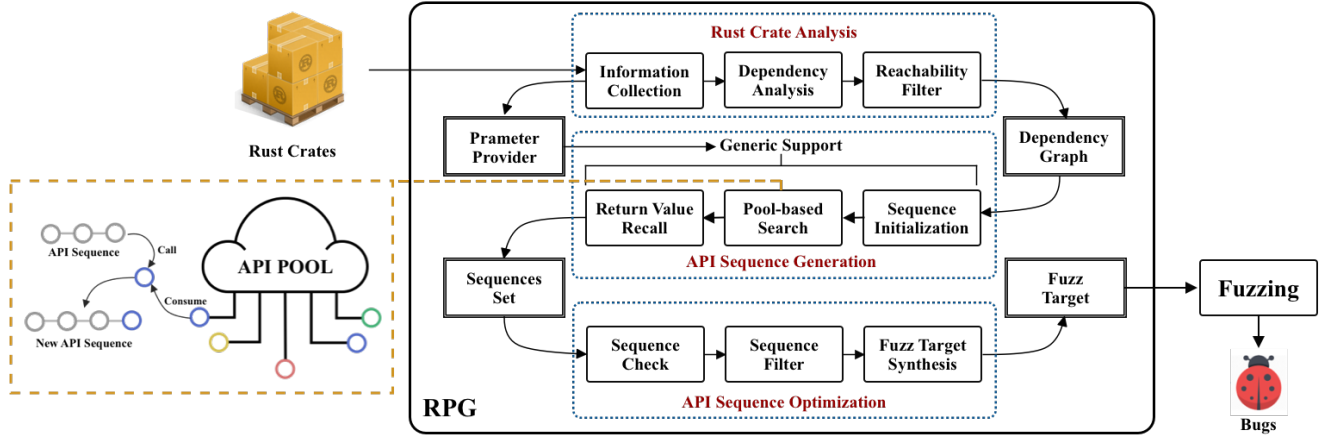 Rust Crates
Rust Crate Analysis
Information
Collection
Dependency
Analysis
Reachability
Filter
Prameter
Provider
Generic Support
Dependency
Graph
Return Value
Recall
Pool-based
Search
Sequence
Initialization
API Sequence Generation
API Sequence
Call
API POOL
Consume
New API Sequence
Sequences
Set
Fuzz
Target
Sequence
Check
Sequence
Filter
Fuzz Target
Synthesis
API Sequence Optimization
RPG
Fuzzing
Bugs